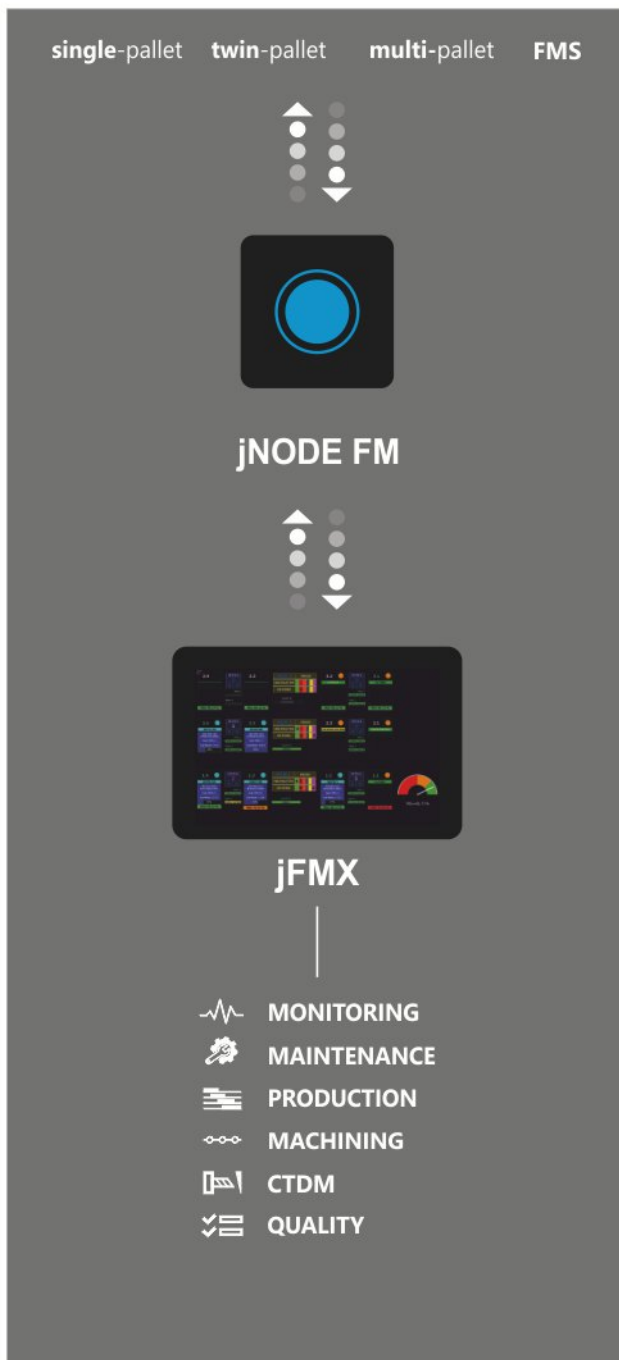 single-pallet twin-pallet multi-pallet FMS
jNODE FM
jFMX
MONITORING
MAINTENANCE
PRODUCTION
MACHINING
CTDM
QUALITY